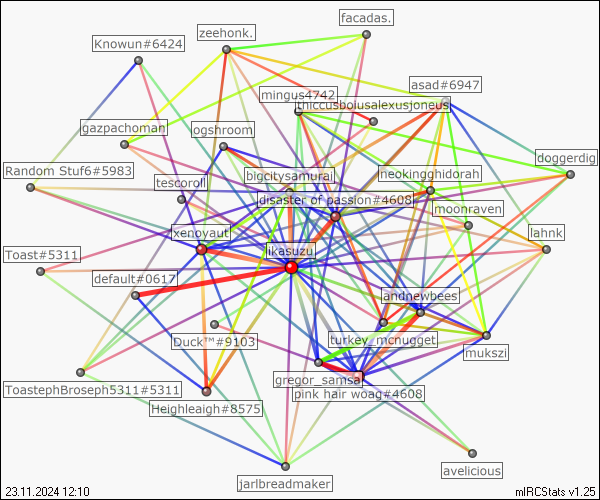 facadas.
zeehonk.
Knowun#6424
asad#6947
mingus4742
thiccusbolusalexusjoneus
gazpachoman
ogshroom
doggerdig
Random Stuf6#5983
bigcitysamurai
neokingghidorah
tescoroll
disaster of passion#4608
moonraven
xenoyaut
lahnk
likasuzu
Toast#5311
default#0617
andnewbees
Duck™#9103
turkey_mcnugget
mukszi
gregor_samsa
ToastephBroseph5311#5311
pink hair woag#4608
Heighleaigh#8575
avelicious
jarlbreadmaker
23.11.2024 12:10
mIRCStats v1.25